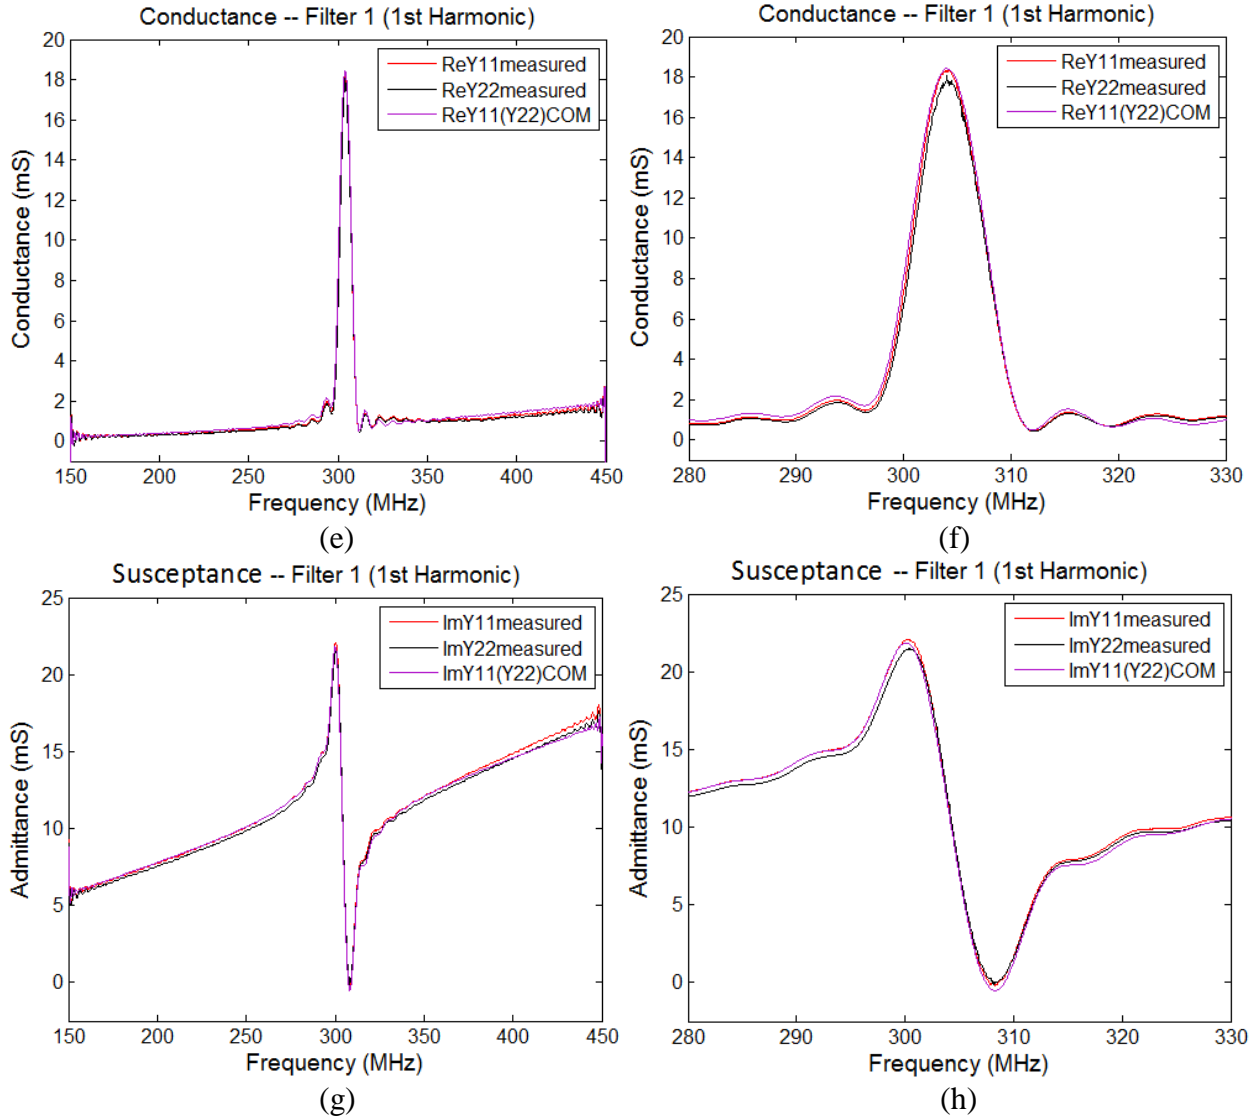 Conductance -- Filter 1 (1st Harmonic)
20
18
16
14
12
10
8
6
4
2
0
Conductance (mS)
ReY11measured
ReY22measured
ReY11(Y22)COM
150 200 250 300 350 400 450
Frequency (MHz)
(e)
Conductance -- Filter 1 (1st Harmonic)
20
18
16
14
12
10
8
6
4
2
0
Conductance (mS)
ReY11measured
ReY22measured
ReY11(Y22)COM
280 290 300 310 320 330
Frequency (MHz)
(f)
Susceptance -- Filter 1 (1st Harmonic)
25
20
15
10
5
0
Admittance (mS)
ImY11measured
ImY22measured
ImY11(Y22)COM
150 200 250 300 350 400 450
Frequency (MHz)
(g)
Susceptance -- Filter 1 (1st Harmonic)
25
20
15
10
5
0
Admittance (mS)
ImY11measured
ImY22measured
ImY11(Y22)COM
280 290 300 310 320 330
Frequency (MHz)
(h)